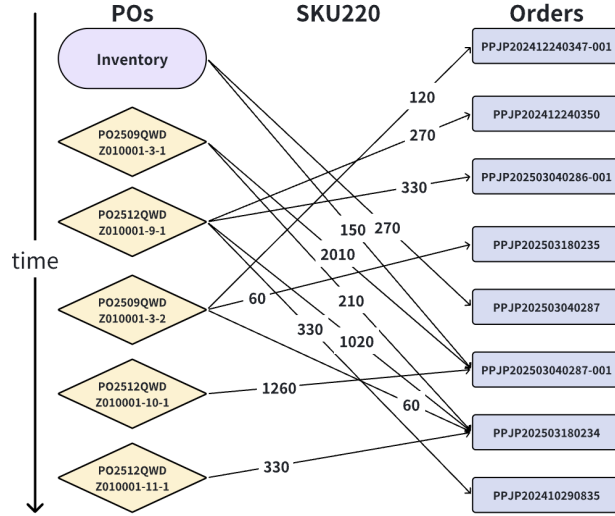 POs
SKU220
Orders
time
Inventory
PO2509QWD
Z010001-3-1
PO2512QWD
Z010001-9-1
PO2509QWD
Z010001-3-2
PO2512QWD
Z010001-10-1
PO2512QWD
Z010001-11-1
120
270
330
150
270
2010
60
210
330
1020
1260
60
330
PPJP202412240347-001
PPJP202412240350
PPJP202503040286-001
PPJP202503180235
PPJP202503040287
PPJP202503040287-001
PPJP202503180234
PPJP202410290835